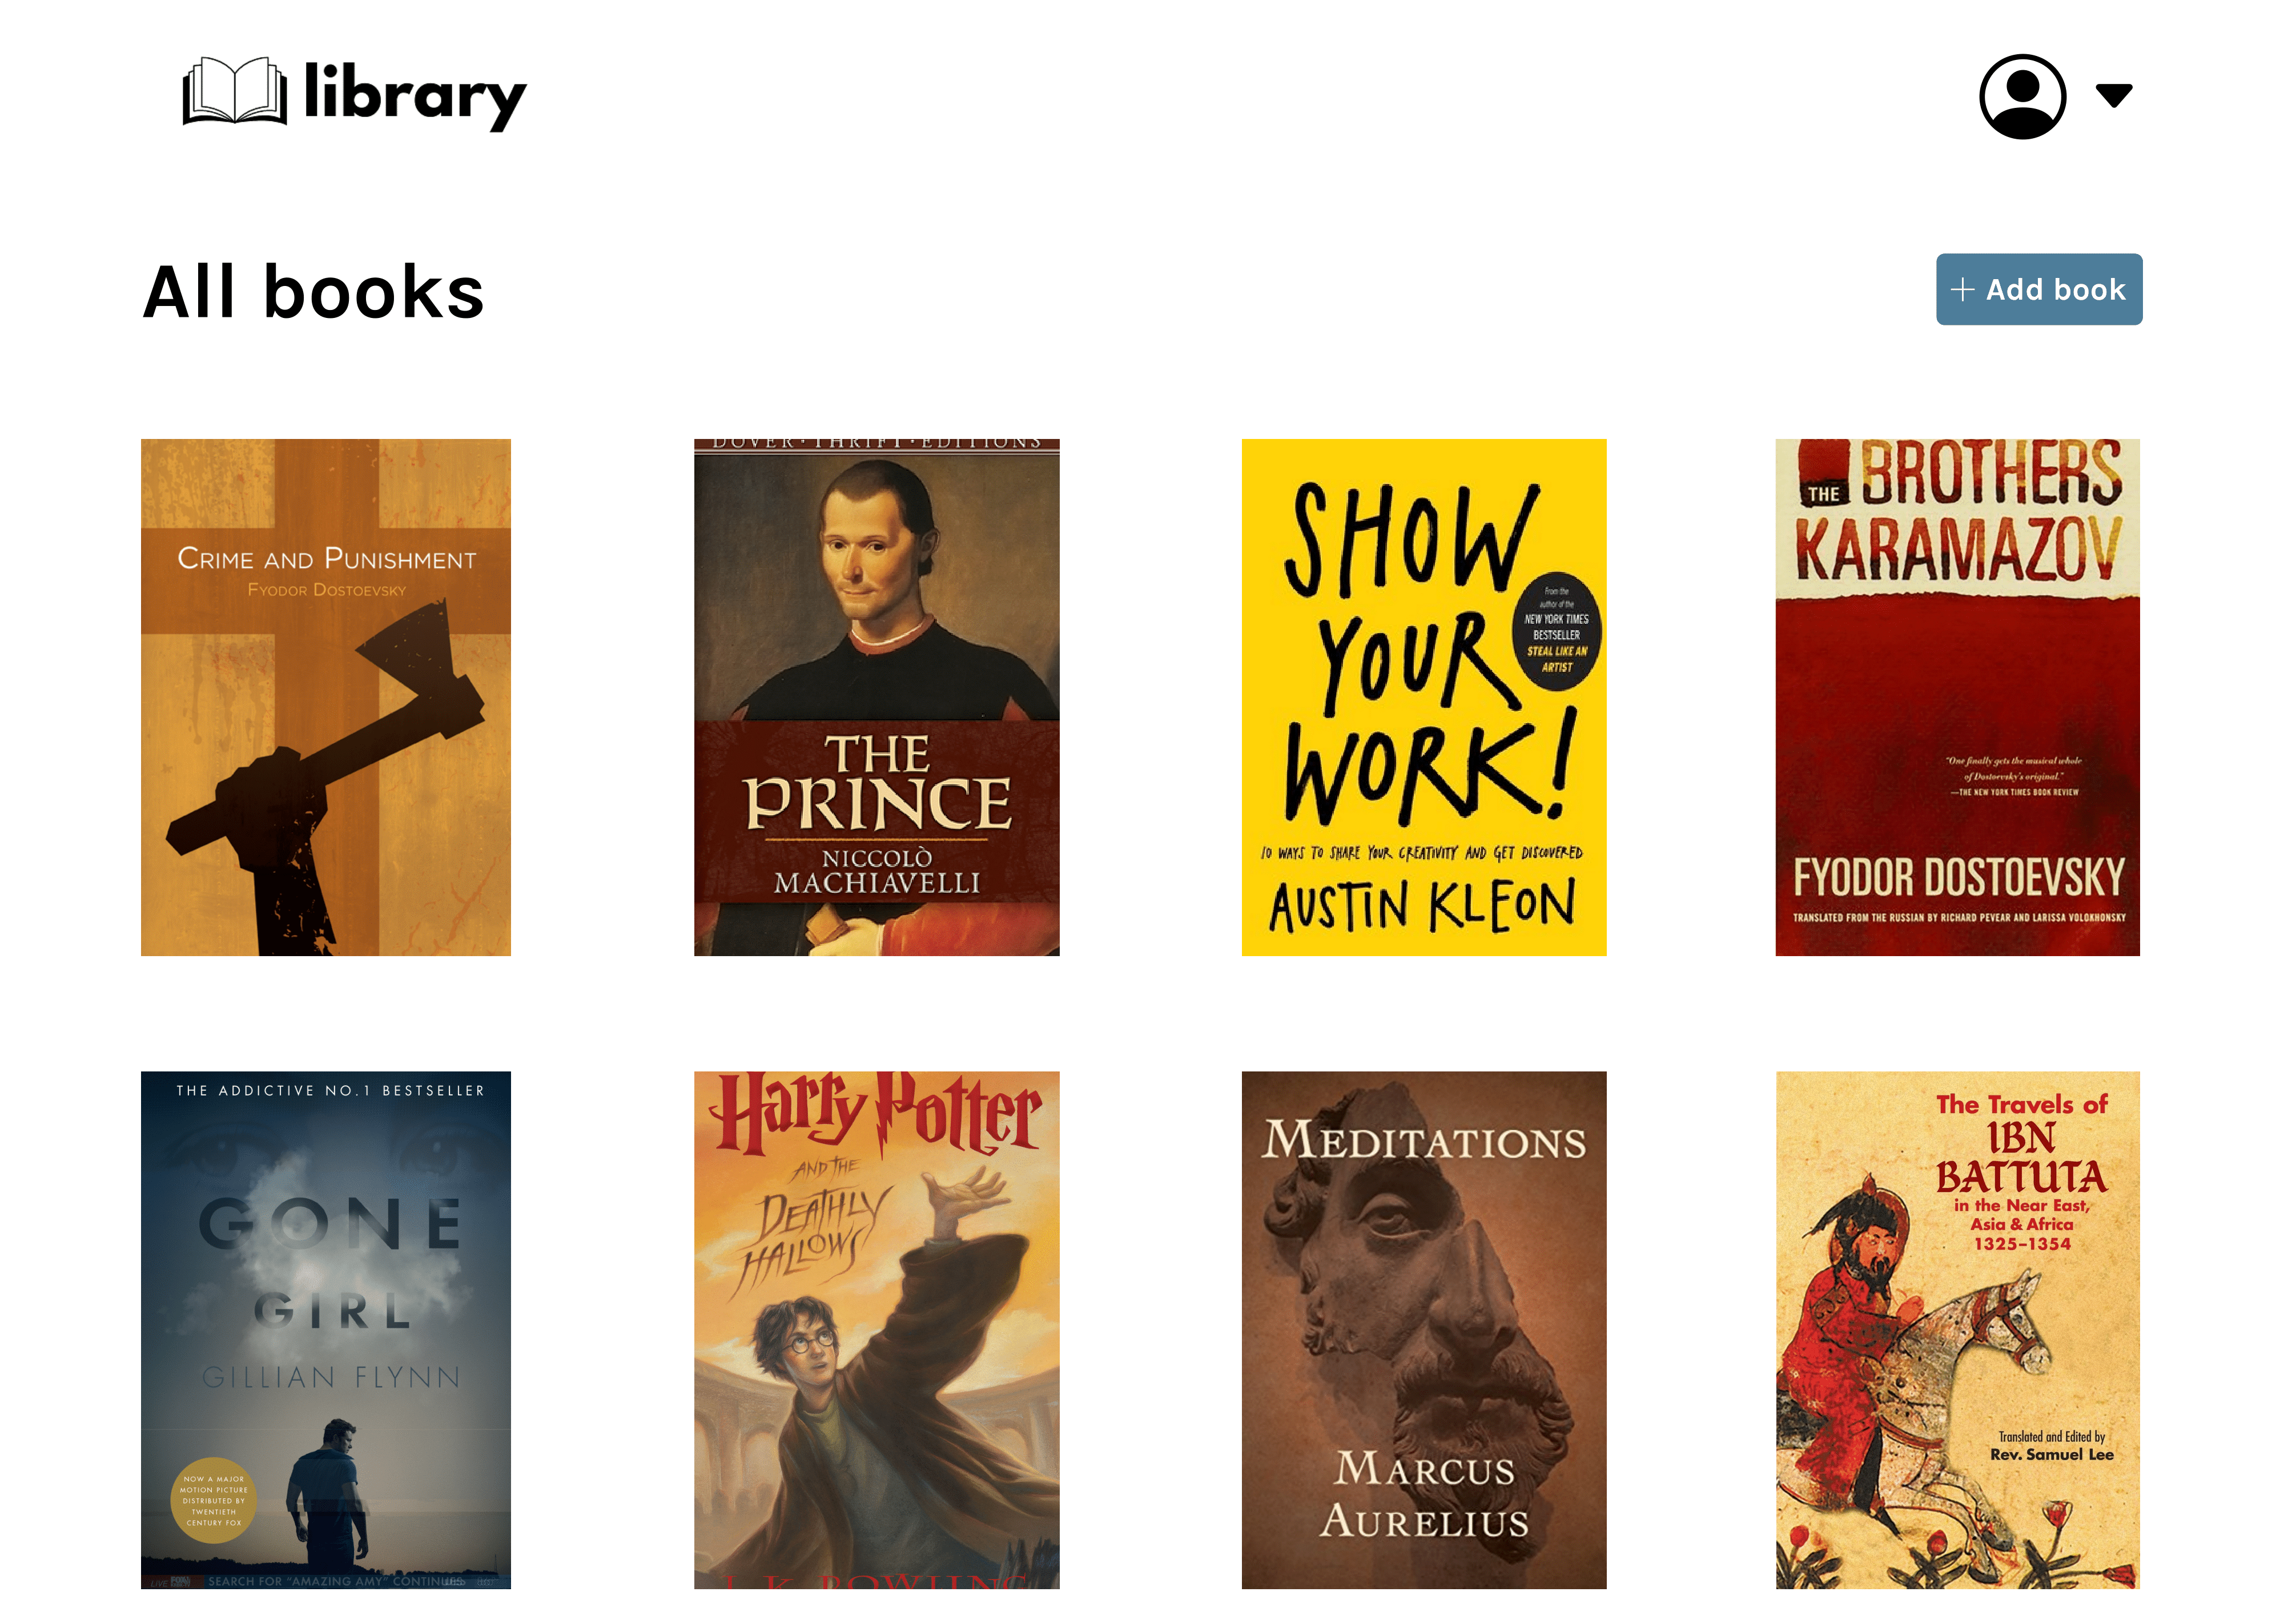 library
All books
Add book
DOVER · THRIFT · EDITIONS
CRIME AND PUNISHMENT
FYODOR DOSTOEVSKY
THE
PRINCE
NICCOLÒ
MACHIAVELLI
SHOW
YOUR
WORK!
From the
author of the
NEW YORK TIMES
BESTSELLER
STEAL LIKE AN
ARTIST
10 WAYS TO SHARE YOUR CREATIVITY AND GET DISCOVERED
AUSTIN KLEON
THE BROTHERS
KARAMAZOV
"One finally gets the musical whole
of Dostoevsky's original."
—THE NEW YORK TIMES BOOK REVIEW
FYODOR DOSTOEVSKY
TRANSLATED FROM THE RUSSIAN BY RICHARD PEVEAR AND LARISSA VOLOKHONSKY
THE ADDICTIVE NO.1 BESTSELLER
GONE
GIRL
GILLIAN FLYNN
NOW A MAJOR
MOTION PICTURE
DISTRIBUTED BY
TWENTIETH
CENTURY FOX
LIVE SEARCH FOR "AMAZING AMY" CONTINUES
Harry Potter
AND THE
DEATHLY
HALLOWS
J. K. ROWLING
MEDITATIONS
MARCUS
AURELIUS
The Travels of
IBN
BATTUTA
in the Near East,
Asia & Africa
1325–1354
Translated and Edited by
Rev. Samuel Lee